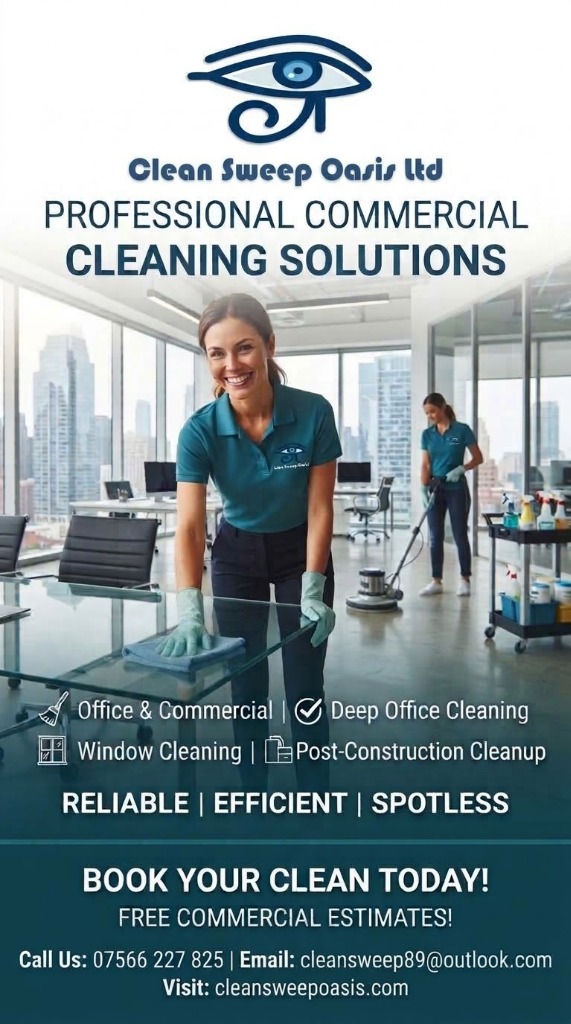 Clean Sweep Oasis Ltd
PROFESSIONAL COMMERCIAL
CLEANING SOLUTIONS
Office & Commercial | Deep Office Cleaning
Window Cleaning | Post-Construction Cleanup
RELIABLE | EFFICIENT | SPOTLESS
BOOK YOUR CLEAN TODAY!
FREE COMMERCIAL ESTIMATES!
Call Us: 07566 227 825 | Email: cleansweep89@outlook.com
Visit: cleansweepoasis.com